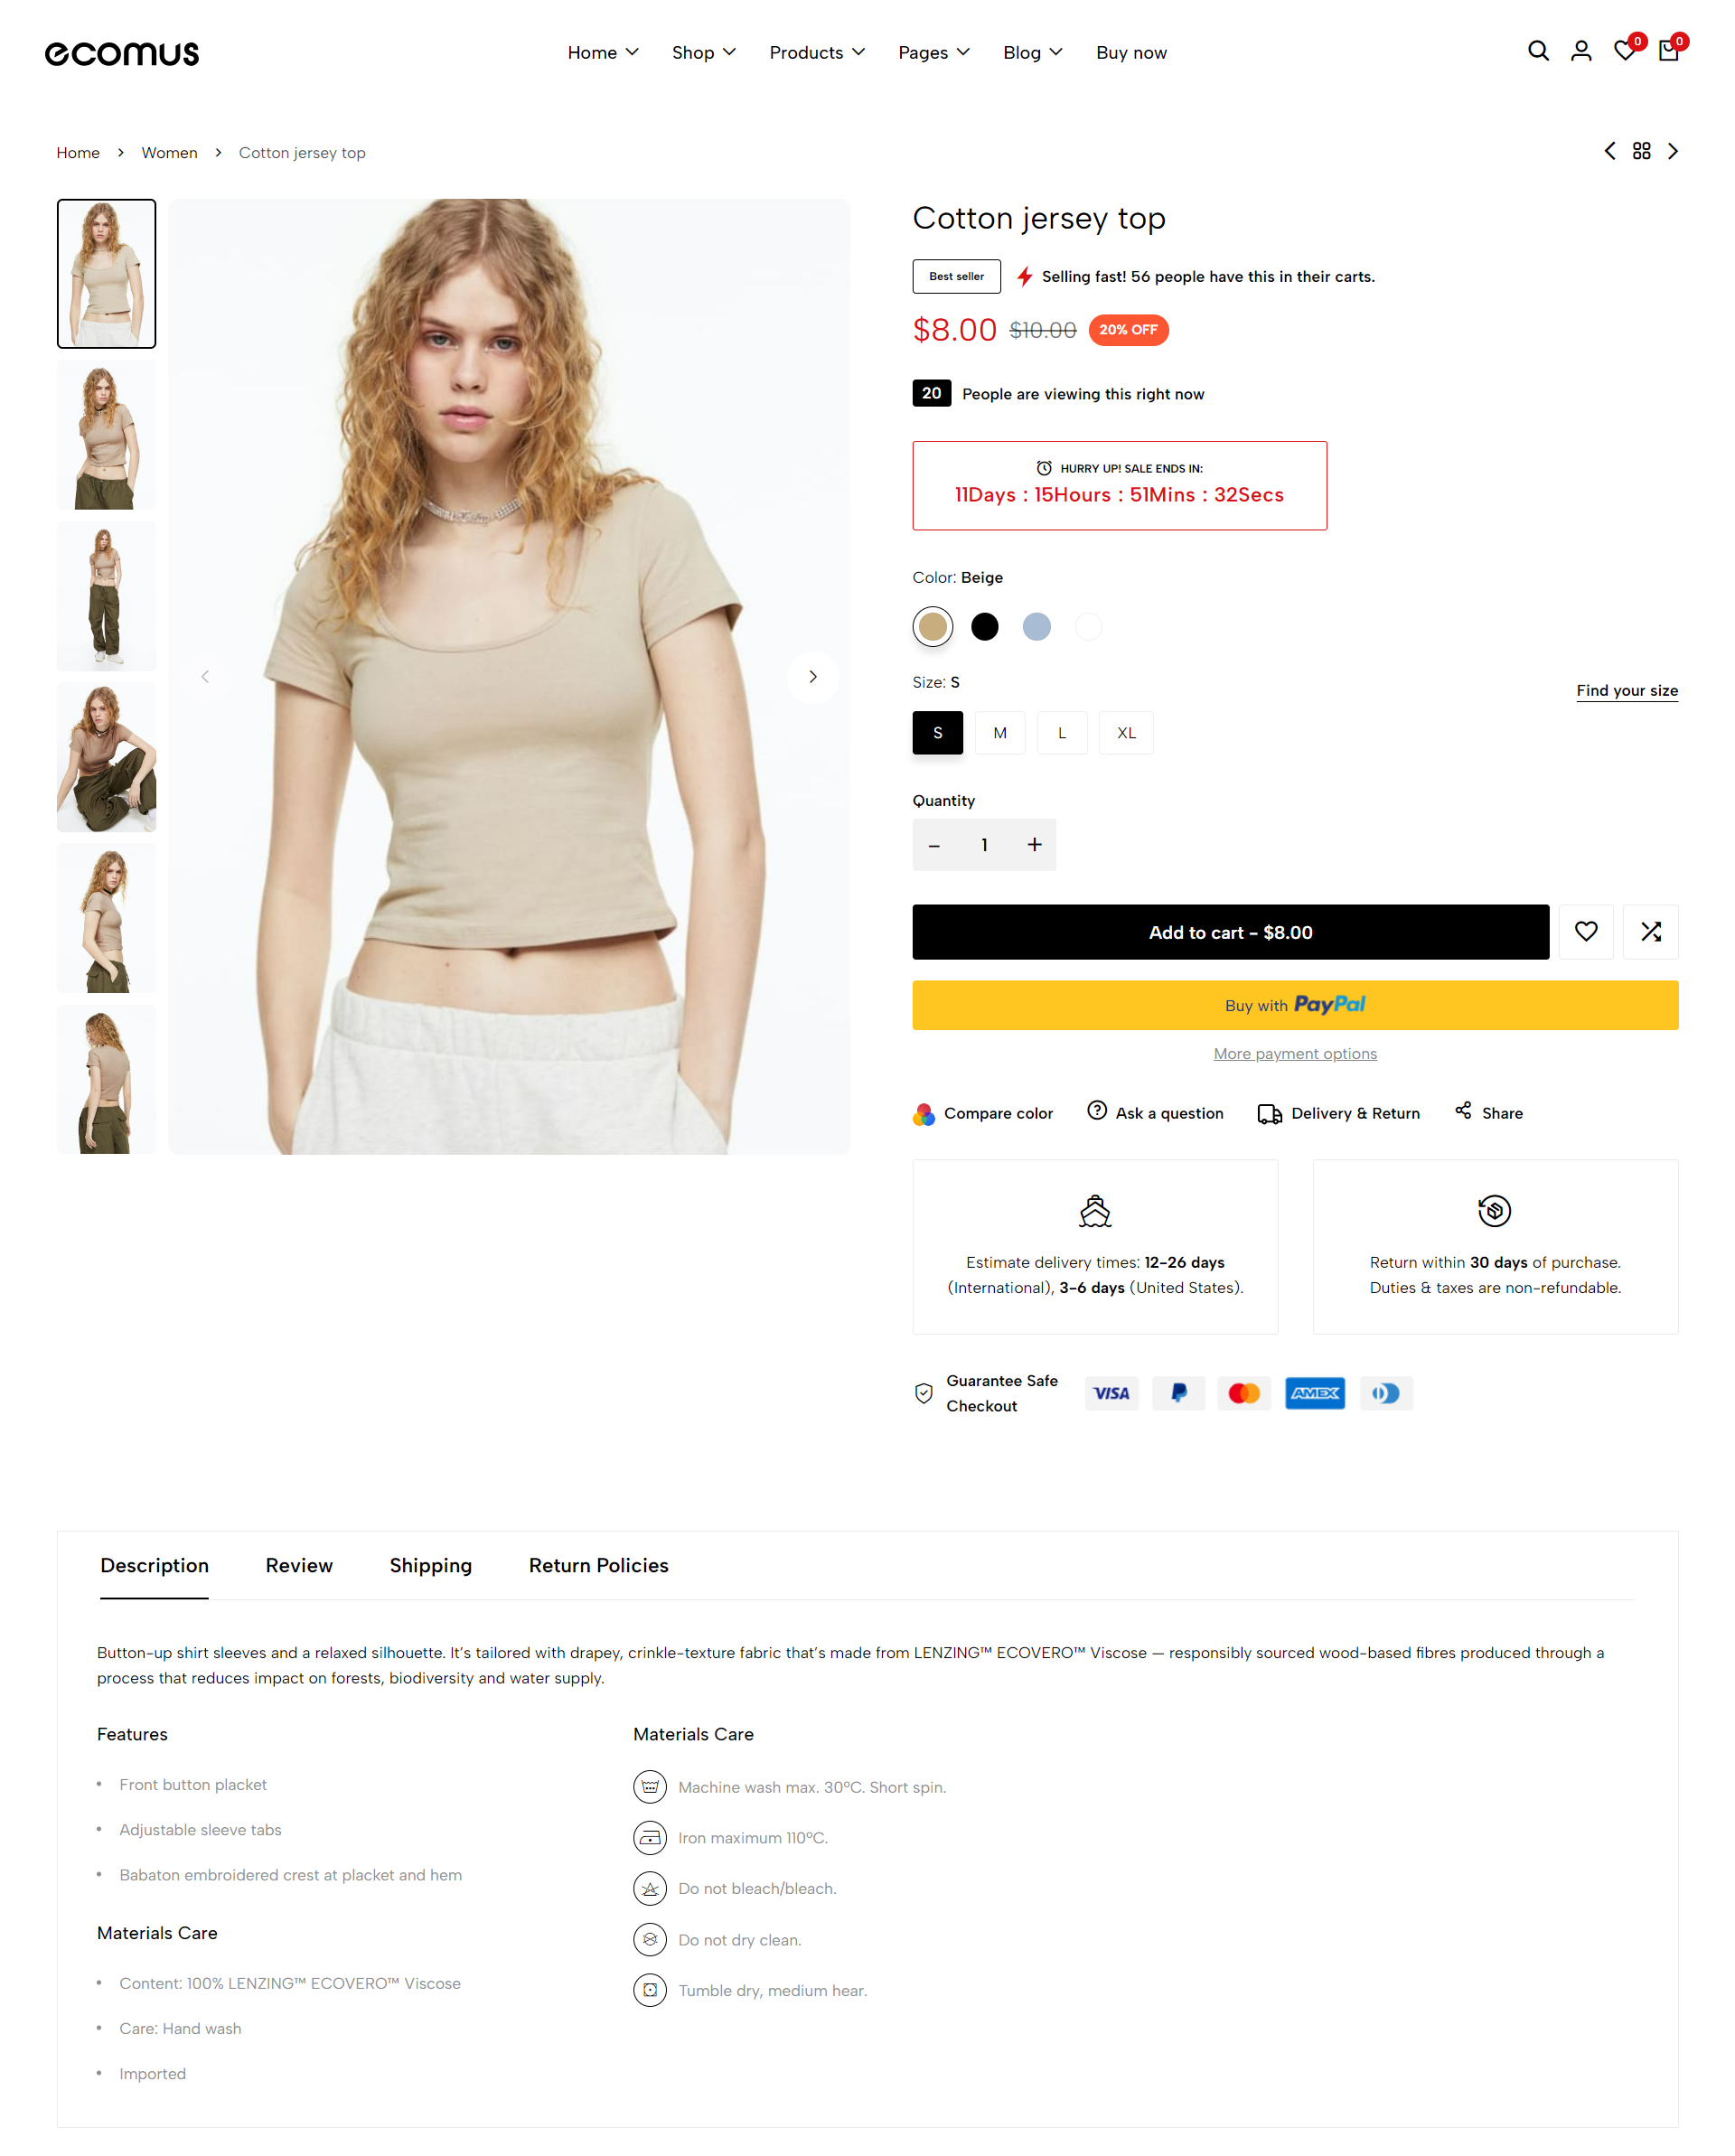 ecomus
Home Shop Products Pages Blog Buy now
0 0
Home > Women > Cotton jersey top
Cotton jersey top
Best seller Selling fast! 56 people have this in their carts.
$8.00 $10.00 20% OFF
20 People are viewing this right now
HURRY UP! SALE ENDS IN:
11Days : 15Hours : 51Mins : 32Secs
Color: Beige
Size: S
Find your size
S M L XL
Quantity
- 1 +
Add to cart - $8.00
Buy with PayPal
More payment options
Compare color Ask a question Delivery & Return Share
Estimate delivery times: 12-26 days
(International), 3-6 days (United States).
Return within 30 days of purchase.
Duties & taxes are non-refundable.
Guarantee Safe
Checkout
VISA AMEX
Description Review Shipping Return Policies
Button-up shirt sleeves and a relaxed silhouette. It’s tailored with drapey, crinkle-texture fabric that’s made from LENZING™ ECOVERO™ Viscose — responsibly sourced wood-based fibres produced through a
process that reduces impact on forests, biodiversity and water supply.
Features
Front button placket
Adjustable sleeve tabs
Babaton embroidered crest at placket and hem
Materials Care
Content: 100% LENZING™ ECOVERO™ Viscose
Care: Hand wash
Imported
Materials Care
Machine wash max. 30ºC. Short spin.
Iron maximum 110ºC.
Do not bleach/bleach.
Do not dry clean.
Tumble dry, medium hear.